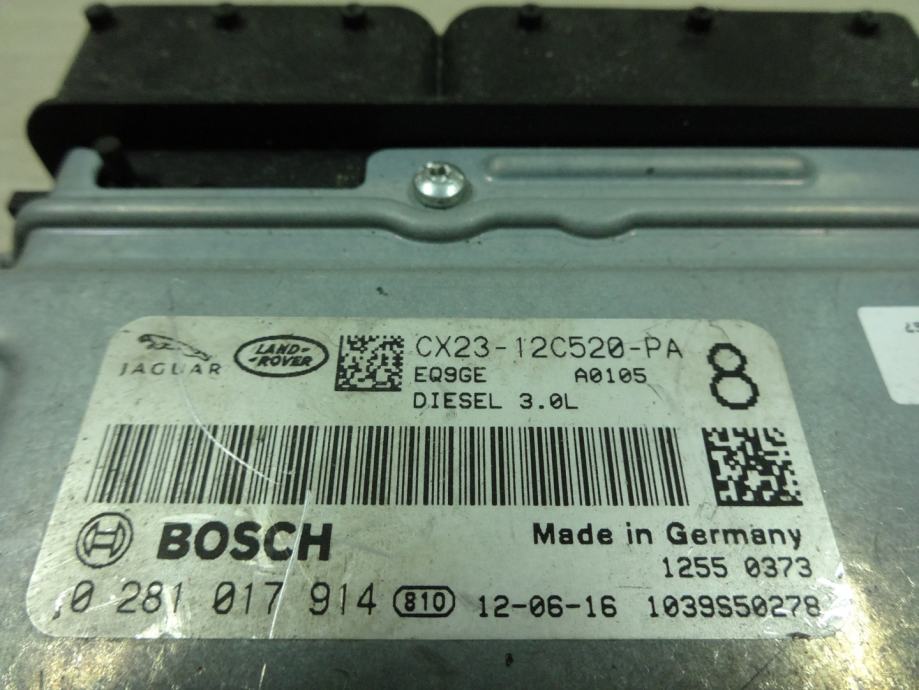 JAGUAR
LAND-
-ROVER
CX23-12C520-PA
EQ9GE A0105
DIESEL 3.0L
8
BOSCH
Made in Germany
1255 0373
0 281 017 914 810 12-06-16 1039S50278